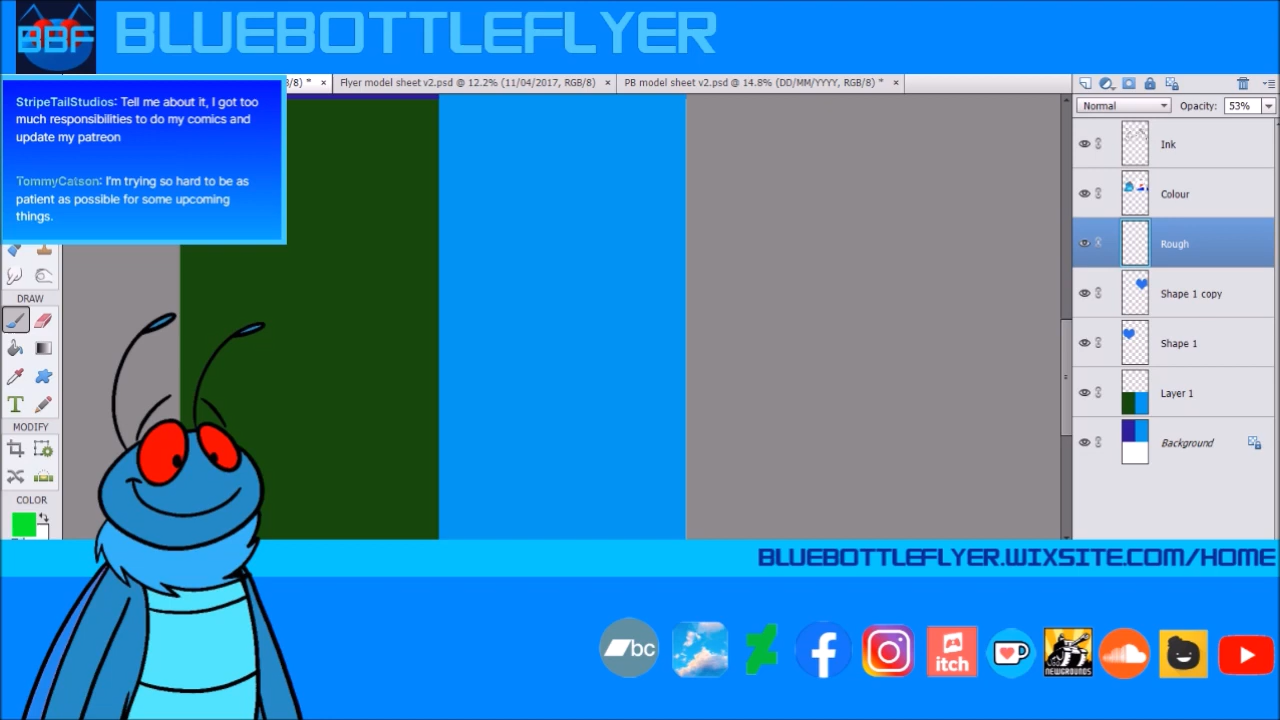 BBF BLUEBOTTLEFLYER
B/8) * × Flyer model sheet v2.psd @ 12.2% (11/04/2017, RGB/8) × PB model sheet v2.psd @ 14.8% (DD/MM/YYYY, RGB/8) * ×
StripeTailStudios: Tell me about it, I got too
much responsibilities to do my comics and
update my patreon
TommyCatson: I'm trying so hard to be as
patient as possible for some upcoming
things.
DRAW
T
MODIFY
COLOR
Normal Opacity: 53%
Ink
Colour
Rough
Shape 1 copy
Shape 1
Layer 1
Background
BLUEBOTTLEFLYER.WIXSITE.COM/HOME
bc
itch
NEWGROUNDS